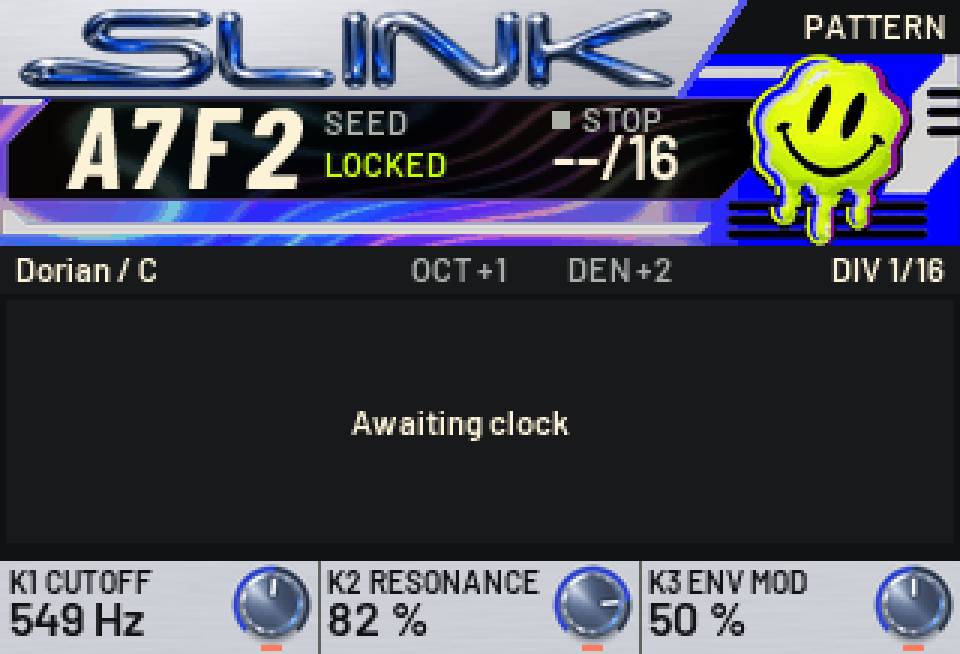 SLINK
PATTERN
A7F2
SEED
LOCKED
STOP
--/16
Dorian / C
OCT +1
DEN +2
DIV 1/16
Awaiting clock
K1 CUTOFF
549 Hz
K2 RESONANCE
82 %
K3 ENV MOD
50 %